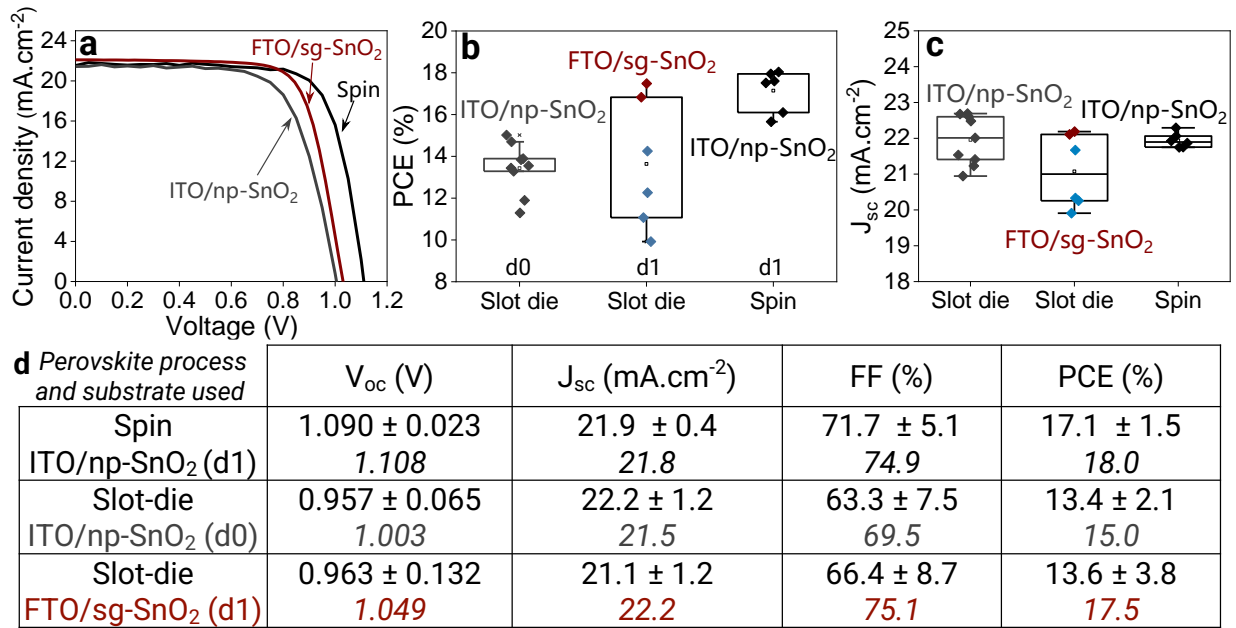 a
Current density (mA.cm⁻²)
24
20
16
12
8
4
0
0.0 0.2 0.4 0.6 0.8 1.0 1.2
Voltage (V)
FTO/sg-SnO₂
Spin
ITO/np-SnO₂
b
PCE (%)
20
18
16
14
12
10
8
FTO/sg-SnO₂
ITO/np-SnO₂
ITO/np-SnO₂
d0 d1 d1
Slot die Slot die Spin
c
J_sc (mA.cm⁻²)
25
24
23
22
21
20
19
18
ITO/np-SnO₂
ITO/np-SnO₂
FTO/sg-SnO₂
Slot die Slot die Spin
d Perovskite process and substrate used
V_oc (V) J_sc (mA.cm⁻²) FF (%) PCE (%)
Spin 1.090 ± 0.023 21.9 ± 0.4 71.7 ± 5.1 17.1 ± 1.5
ITO/np-SnO₂ (d1) 1.108 21.8 74.9 18.0
Slot-die 0.957 ± 0.065 22.2 ± 1.2 63.3 ± 7.5 13.4 ± 2.1
ITO/np-SnO₂ (d0) 1.003 21.5 69.5 15.0
Slot-die 0.963 ± 0.132 21.1 ± 1.2 66.4 ± 8.7 13.6 ± 3.8
FTO/sg-SnO₂ (d1) 1.049 22.2 75.1 17.5